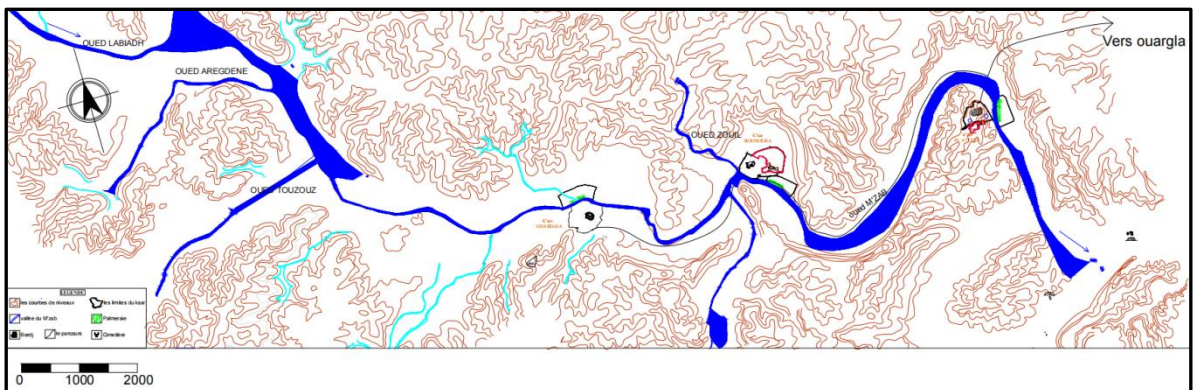 OUED LABIADH
Vers ouargla
OUED AREGDENE
OUED ZOUIL
OUED TOUZOUZ
oued M'ZAB
LEGENDE
les courbes de niveaux
les limites du ksar
vallée du M'zab
Palmeraie
le parcours
Cimetière
0 1000 2000